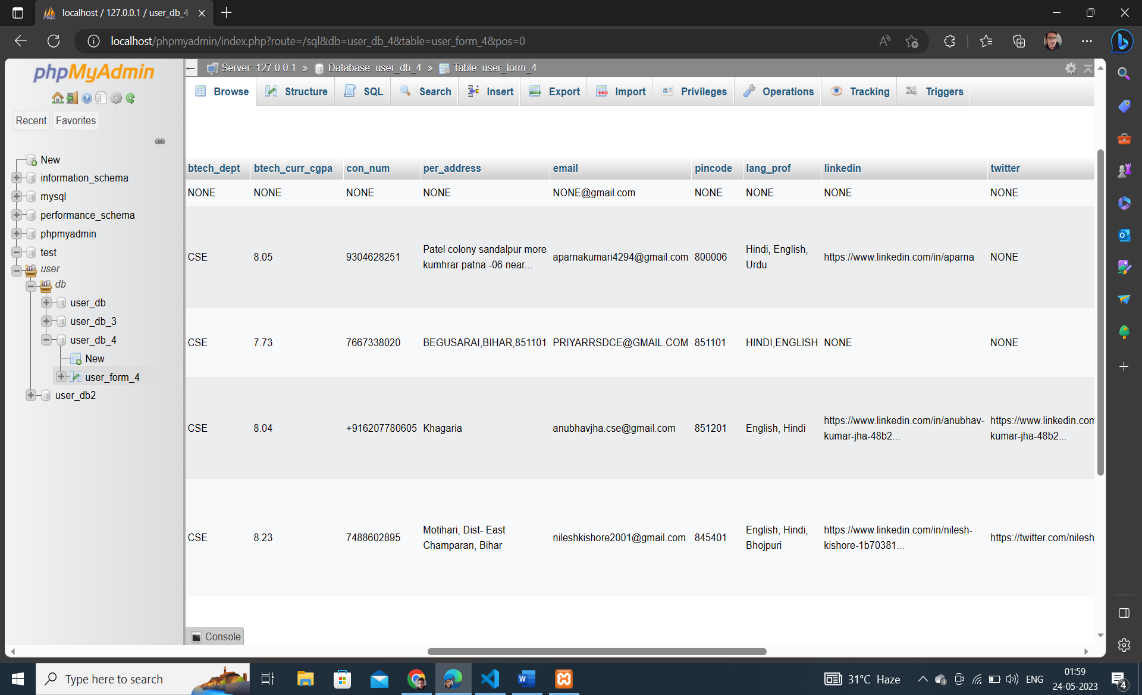 localhost / 127.0.0.1 / user_db_4
localhost/phpmyadmin/index.php?route=/sql&db=user_db_4&table=user_form_4&pos=0
phpMyAdmin
Recent Favorites
New
information_schema
mysql
performance_schema
phpmyadmin
test
user
db
user_db
user_db_3
user_db_4
New
user_form_4
user_db2
Server: 127.0.0.1 » Database: user_db_4 » Table: user_form_4
Browse Structure SQL Search Insert Export Import Privileges Operations Tracking Triggers
btech_dept btech_curr_cgpa con_num per_address email pincode lang_prof linkedin twitter
NONE NONE NONE NONE NONE@gmail.com NONE NONE NONE NONE
CSE 8.05 9304628251 Patel colony sandalpur more kumhrar patna -06 near... aparnakumari4294@gmail.com 800006 Hindi, English, Urdu https://www.linkedin.com/in/aparna NONE
CSE 7.73 7667338020 BEGUSARAI,BIHAR,851101 PRIYARRSDCE@GMAIL.COM 851101 HINDI,ENGLISH NONE NONE
CSE 8.04 +916207780605 Khagaria anubhavjha.cse@gmail.com 851201 English, Hindi https://www.linkedin.com/in/anubhav-kumar-jha-48b2... https://www.linkedin.com kumar-jha-48b2...
CSE 8.23 7488602895 Motihari, Dist- East Champaran, Bihar nileshkishore2001@gmail.com 845401 English, Hindi, Bhojpuri https://www.linkedin.com/in/nilesh-kishore-1b70381... https://twitter.com/nilesh
Console
Type here to search
31°C Haze
ENG
01:59
24-05-2023
4